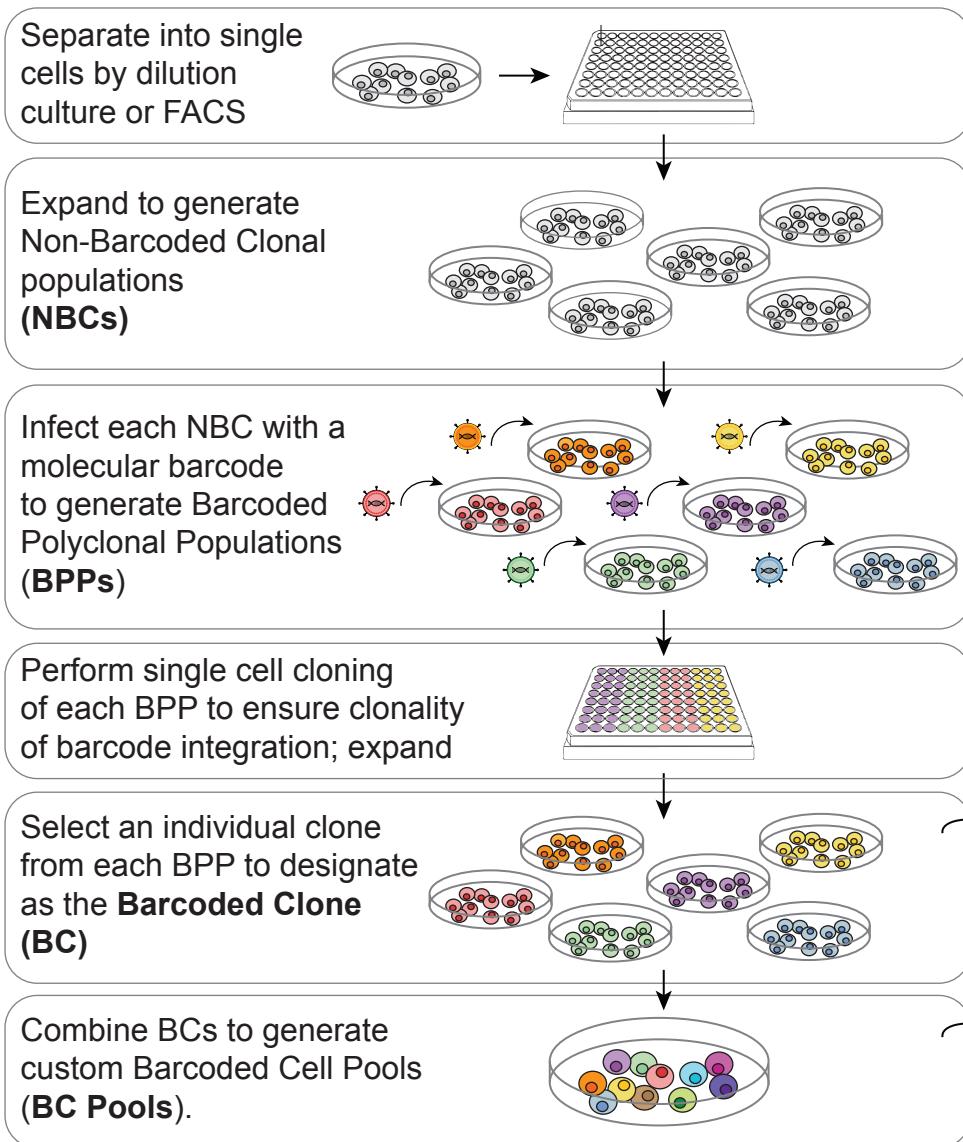 Separate into single
cells by dilution
culture or FACS
Expand to generate
Non-Barcoded Clonal
populations
(NBCs)
Infect each NBC with a
molecular barcode
to generate Barcoded
Polyclonal Populations
(BPPs)
Perform single cell cloning
of each BPP to ensure clonality
of barcode integration; expand
Select an individual clone
from each BPP to designate
as the Barcoded Clone
(BC)
Combine BCs to generate
custom Barcoded Cell Pools
(BC Pools).